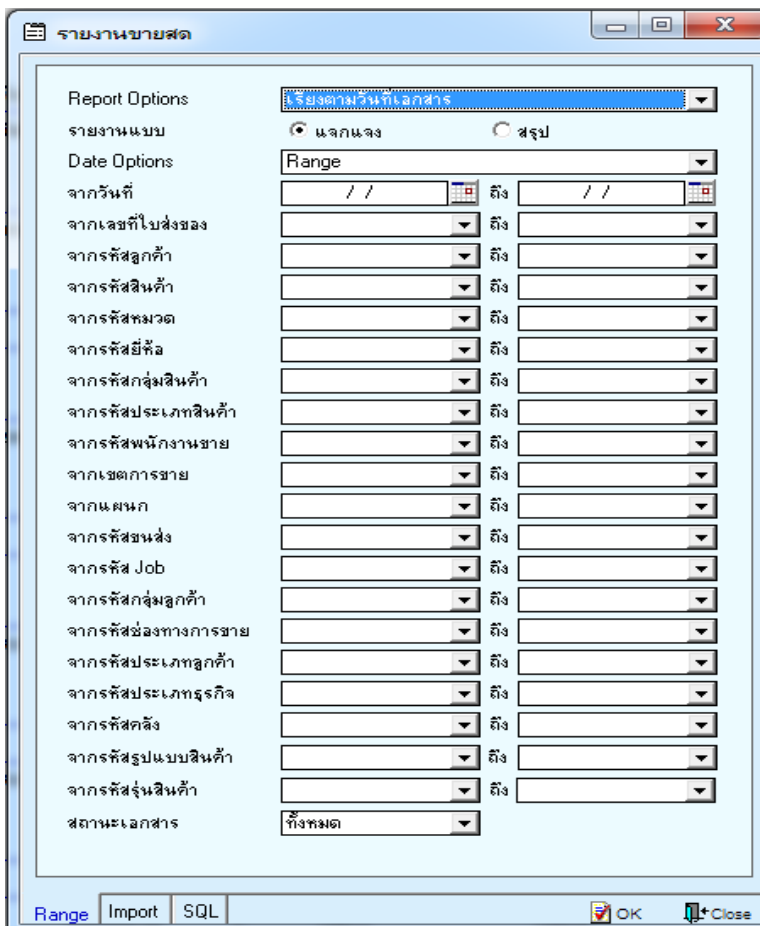 รายงานขายสด
Report Options เรียงตามวันที่เอกสาร
รายงานแบบ แจกแจง สรุป
Date Options Range
จากวันที่ / / ถึง / /
จากเลขที่ใบส่งของ ถึง
จากรหัสลูกค้า ถึง
จากรหัสสินค้า ถึง
จากรหัสหมวด ถึง
จากรหัสยี่ห้อ ถึง
จากรหัสกลุ่มสินค้า ถึง
จากรหัสประเภทสินค้า ถึง
จากรหัสพนักงานขาย ถึง
จากเขตการขาย ถึง
จากแผนก ถึง
จากรหัสขนส่ง ถึง
จากรหัส Job ถึง
จากรหัสกลุ่มลูกค้า ถึง
จากรหัสช่องทางการขาย ถึง
จากรหัสประเภทลูกค้า ถึง
จากรหัสประเภทธุรกิจ ถึง
จากรหัสคลัง ถึง
จากรหัสรูปแบบสินค้า ถึง
จากรหัสรุ่นสินค้า ถึง
สถานะเอกสาร ทั้งหมด
Range Import SQL OK Close